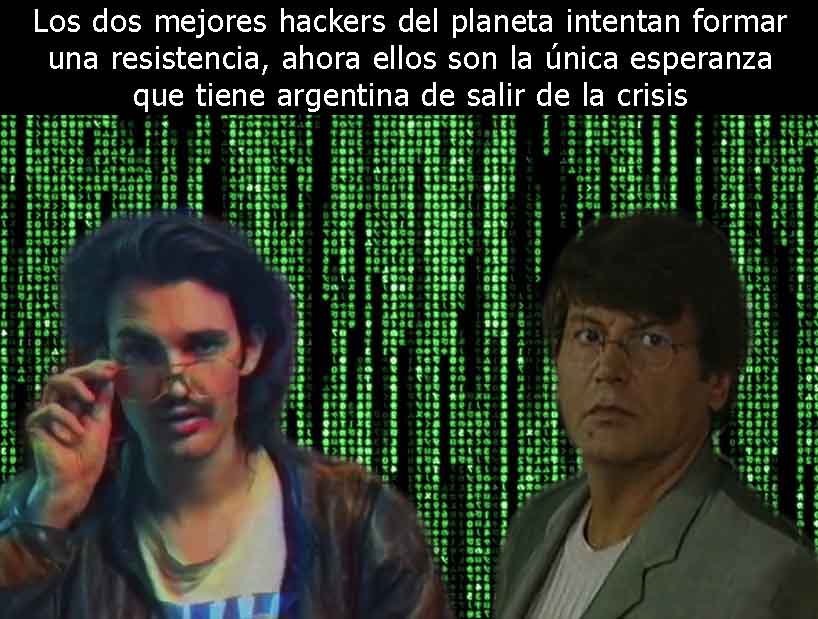 Los dos mejores hackers del planeta intentan formar
una resistencia, ahora ellos son la única esperanza
que tiene argentina de salir de la crisis